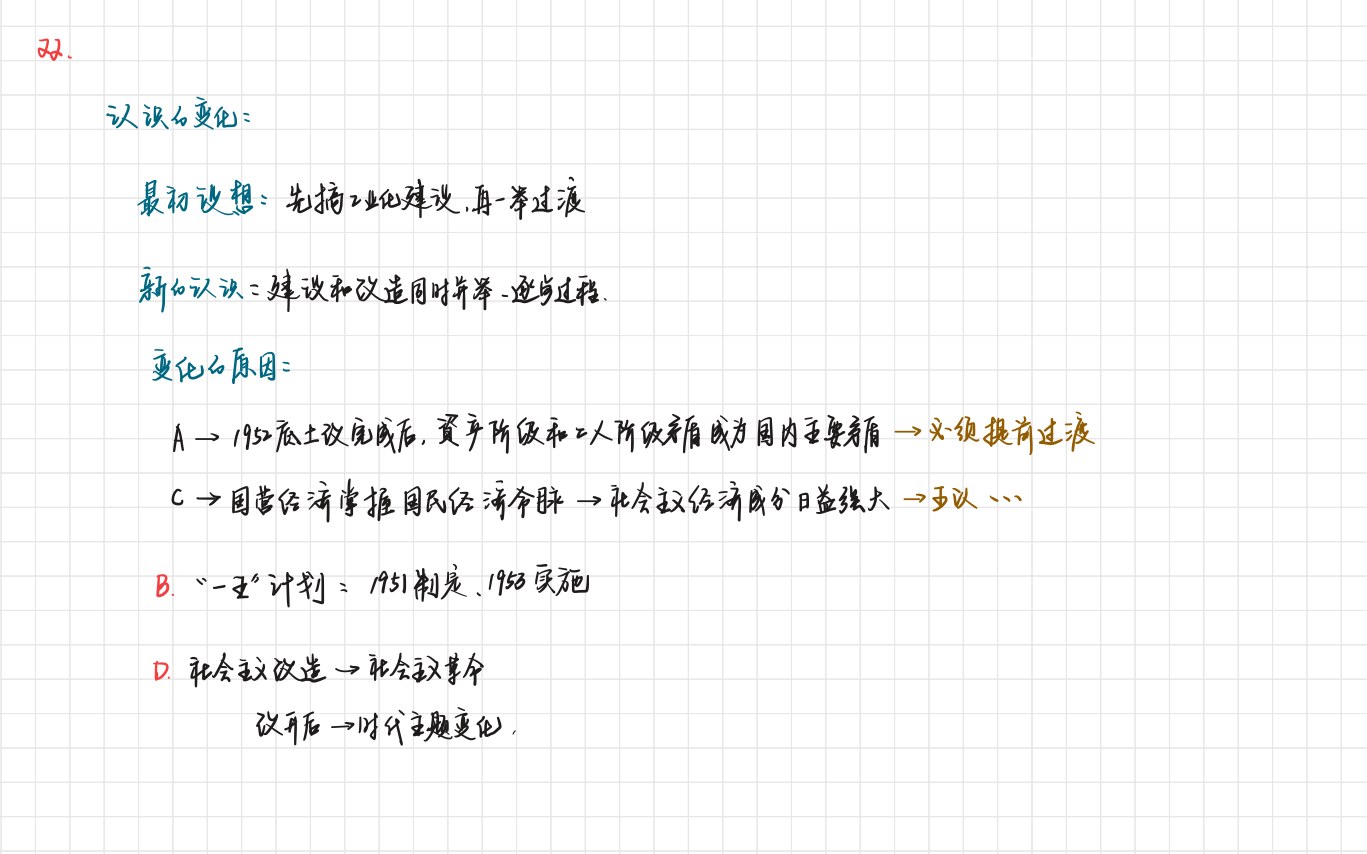 22.
认识的变化：
最初设想：先搞工业化建设，再一举过渡
新的认识：建设和改造同时并举、逐步过程.
变化的原因：
A → 1952底土改完成后，资产阶级和工人阶级矛盾成为国内主要矛盾 → 必须提前过渡
C → 国营经济掌握国民经济命脉 → 社会主义经济成分日益强大 → 可以 ...
B. “一五”计划：1951制定、1953实施
D. 社会主义改造 → 社会主义革命
改开后 → 时代主题变化.